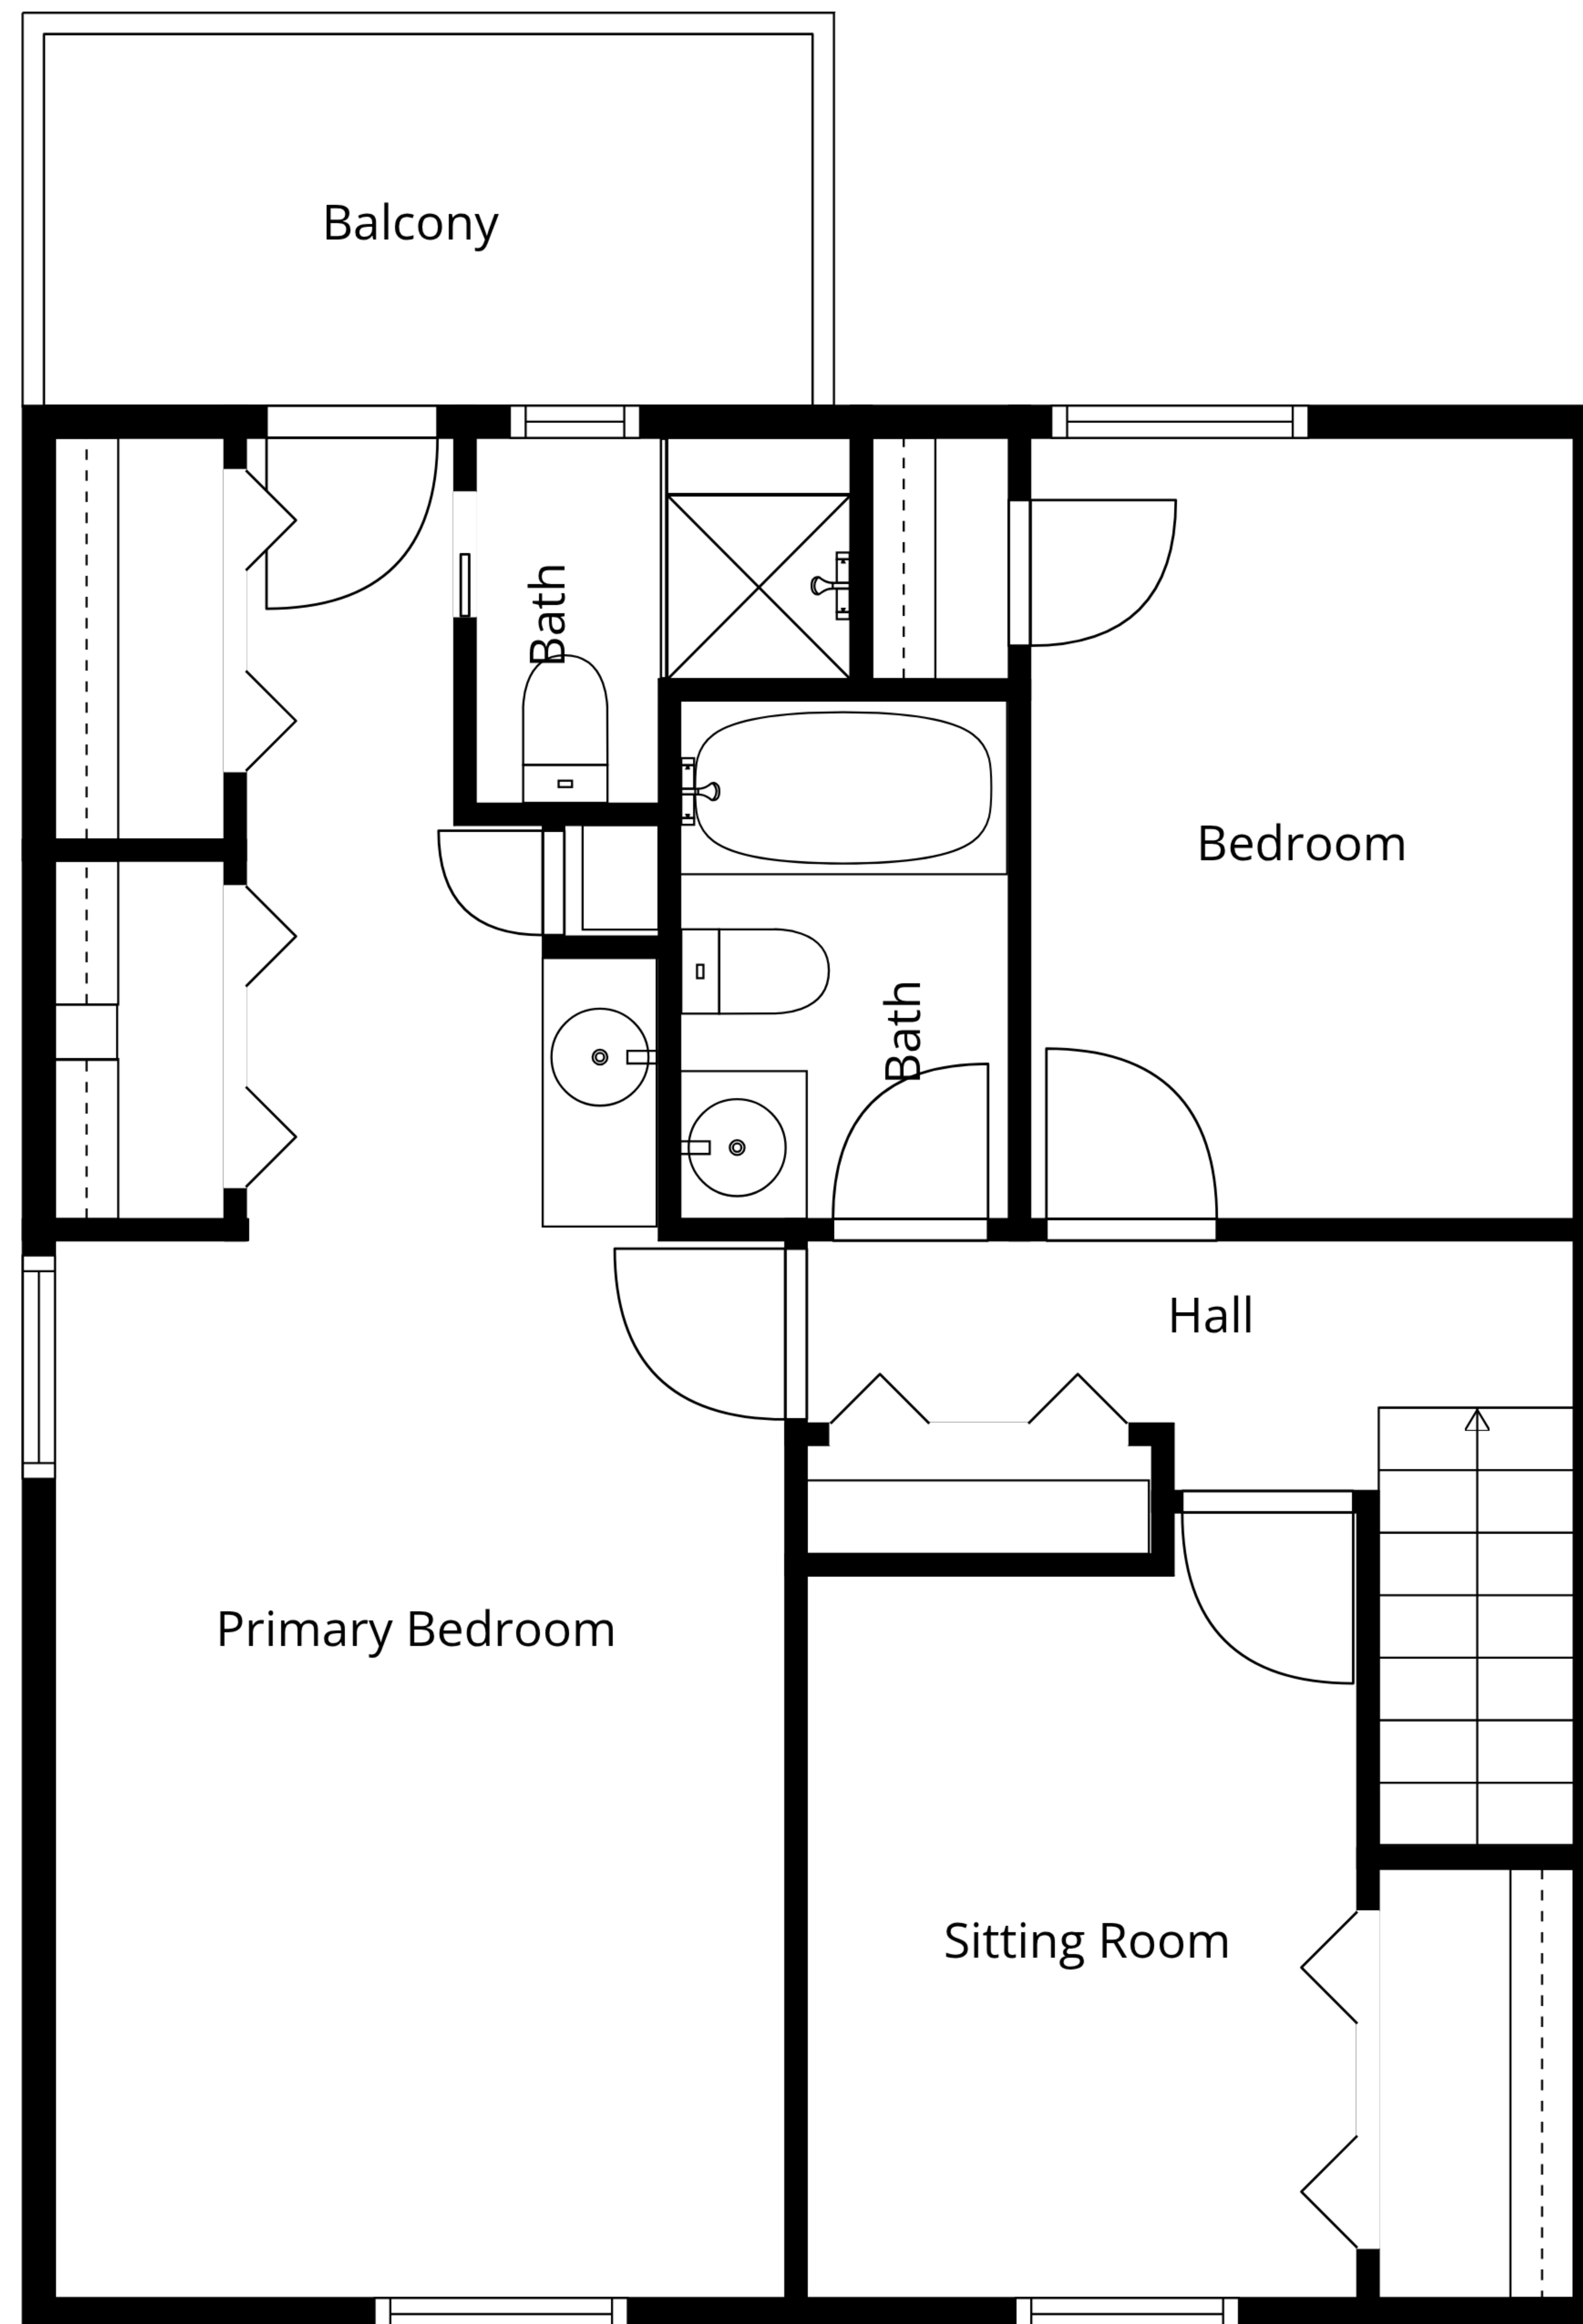 Balcony
Bath
Bedroom
Bath
Hall
Primary Bedroom
Sitting Room